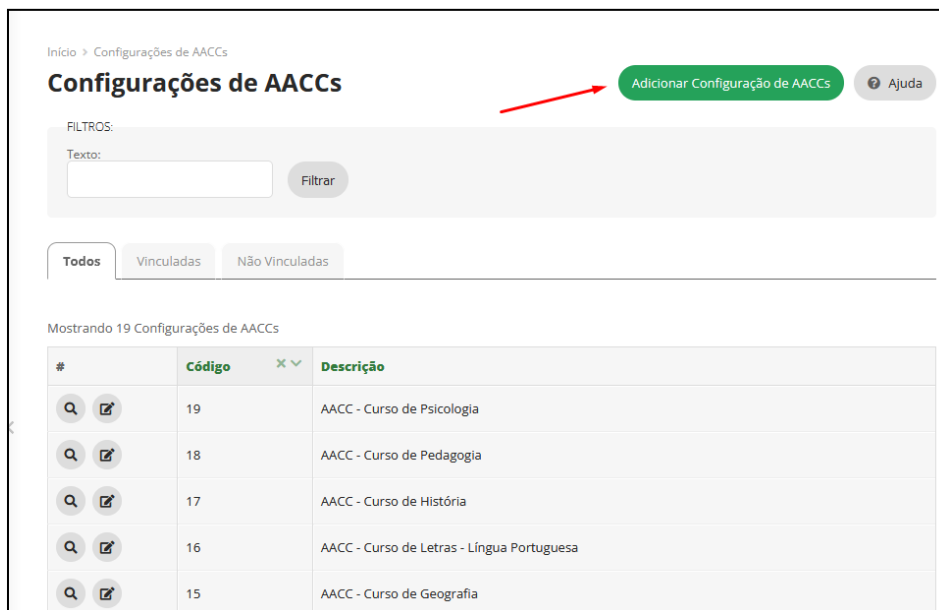 Início > Configurações de AACCs
Configurações de AACCs
Adicionar Configuração de AACCs
Ajuda
FILTROS:
Texto:
Filtrar
Todos
Vinculadas
Não Vinculadas
Mostrando 19 Configurações de AACCs
# Código Descrição
19 AACC - Curso de Psicologia
18 AACC - Curso de Pedagogia
17 AACC - Curso de História
16 AACC - Curso de Letras - Língua Portuguesa
15 AACC - Curso de Geografia